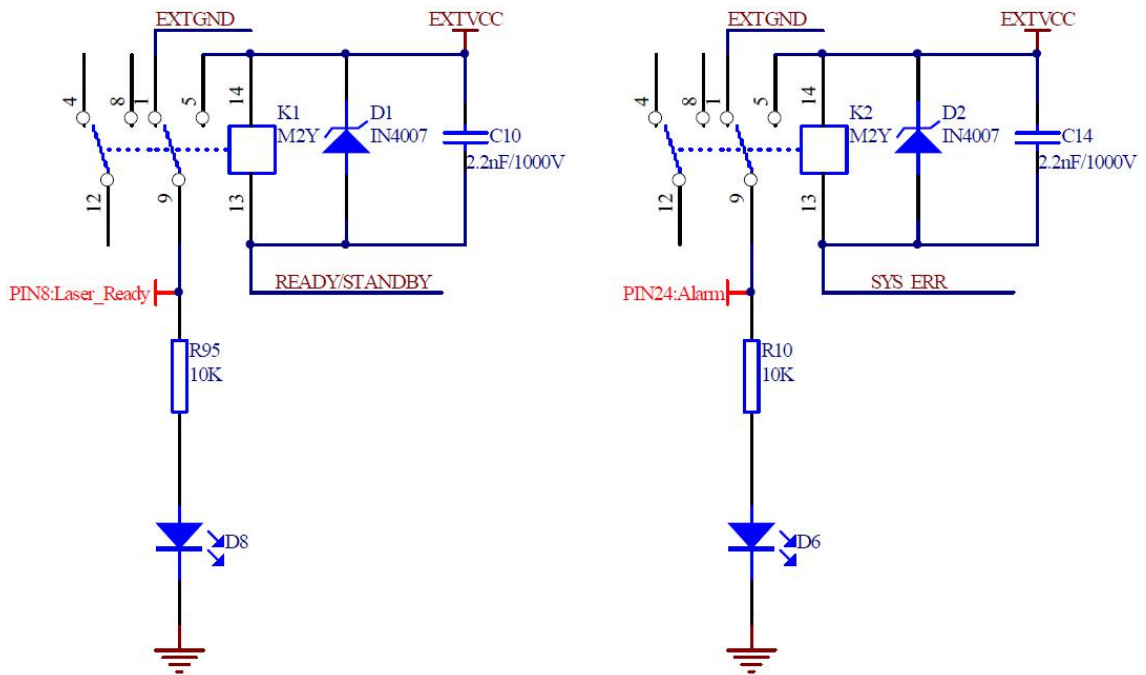 EXTGND
EXTVCC
4
8
1
5
14
K1
M2Y
D1
IN4007
C10
2.2nF/1000V
12
9
13
READY/STANDBY
PIN8:Laser_Ready
R95
10K
D8
EXTGND
EXTVCC
4
8
1
5
14
K2
M2Y
D2
IN4007
C14
2.2nF/1000V
12
9
13
SYS ERR
PIN24:Alarm
R10
10K
D6